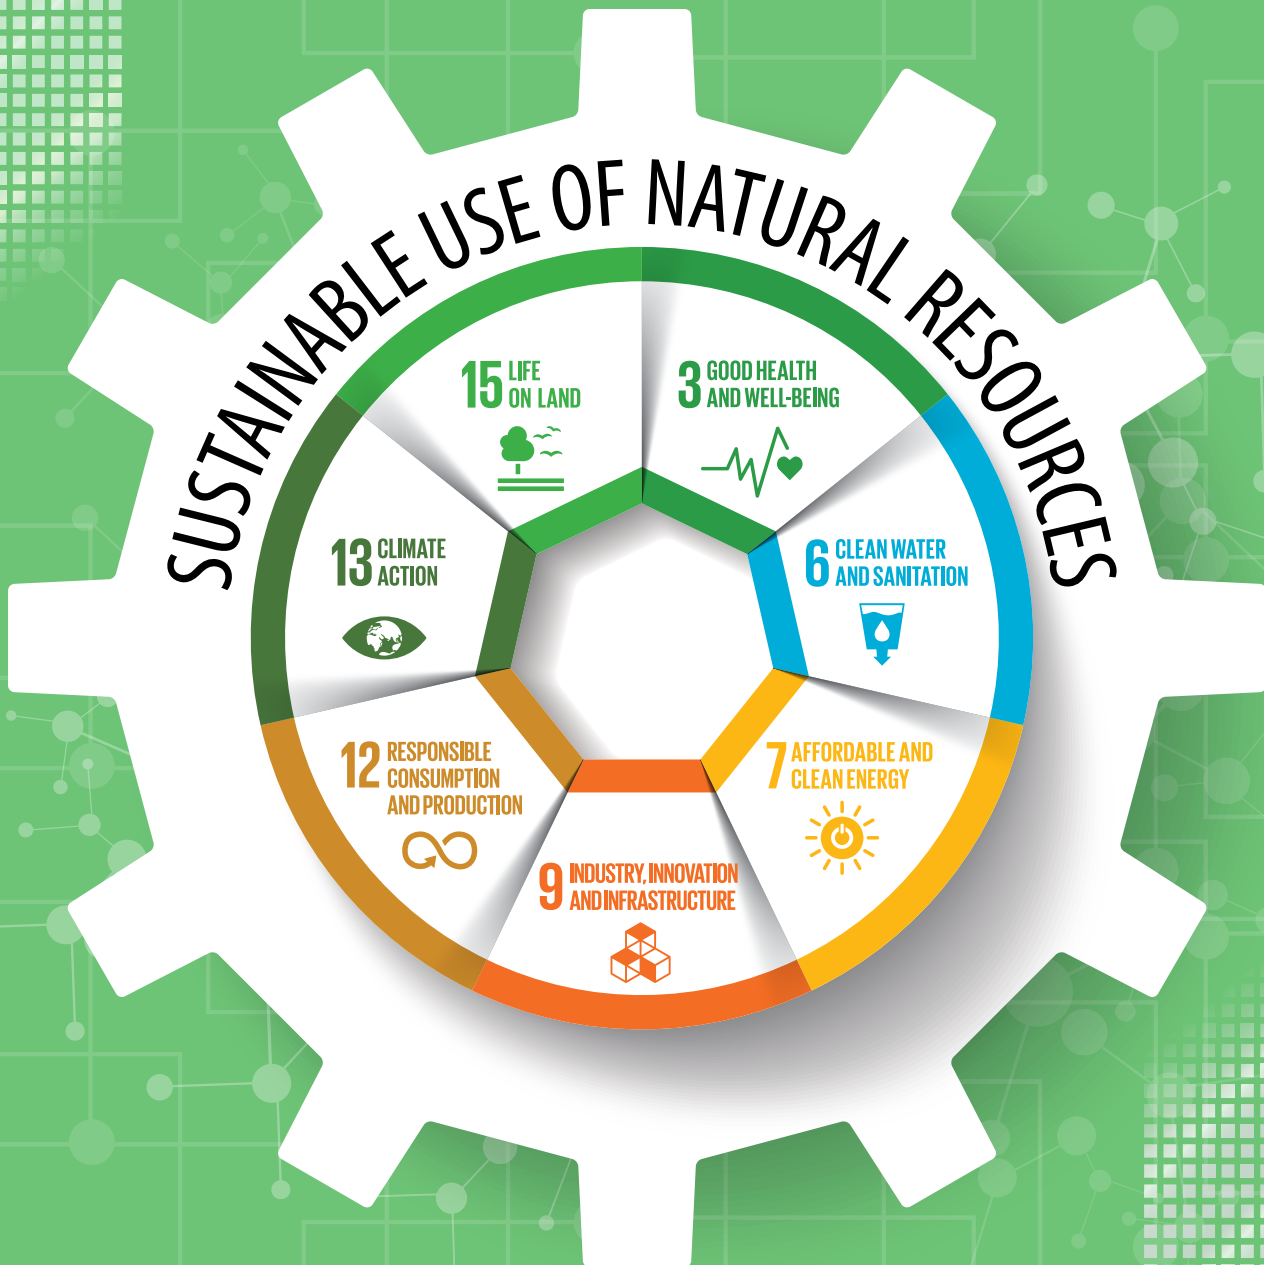 SUSTAINABLE USE OF NATURAL RESOURCES
15 LIFE
ON LAND
3 GOOD HEALTH
AND WELL-BEING
13 CLIMATE
ACTION
6 CLEAN WATER
AND SANITATION
12 RESPONSIBLE
CONSUMPTION
AND PRODUCTION
7 AFFORDABLE AND
CLEAN ENERGY
9 INDUSTRY, INNOVATION
AND INFRASTRUCTURE